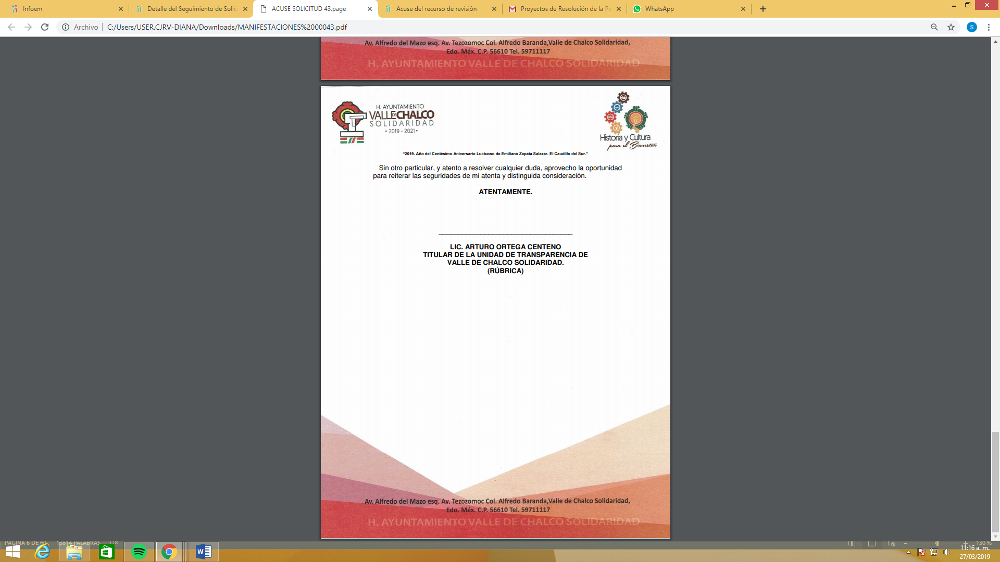 Infoem
Detalle del Seguimiento de Solici
ACUSE SOLICITUD 43.page
Acuse del recurso de revisión
Proyectos de Resolución de la Po
WhatsApp
Archivo
C:/Users/USER.CJRV-DIANA/Downloads/MANIFESTACIONES%2000043.pdf
S
Av. Alfredo del Mazo esq. Av. Tezozomoc Col. Alfredo Baranda,Valle de Chalco Solidaridad,
Edo. Méx. C.P. 56610 Tel. 59711117
H. AYUNTAMIENTO VALLE DE CHALCO SOLIDARIDAD
H. AYUNTAMIENTO
VALLE DE CHALCO
SOLIDARIDAD
• 2019 - 2021 •
Historia y Cultura
para el Bienestar
“2019. Año del Centésimo Aniversario Luctuoso de Emiliano Zapata Salazar. El Caudillo del Sur.”
Sin otro particular, y atento a resolver cualquier duda, aprovecho la oportunidad
para reiterar las seguridades de mi atenta y distinguida consideración.
ATENTAMENTE.
LIC. ARTURO ORTEGA CENTENO
TITULAR DE LA UNIDAD DE TRANSPARENCIA DE
VALLE DE CHALCO SOLIDARIDAD.
(RÚBRICA)
Av. Alfredo del Mazo esq. Av. Tezozomoc Col. Alfredo Baranda,Valle de Chalco Solidaridad,
Edo. Méx. C.P. 56610 Tel. 59711117
H. AYUNTAMIENTO VALLE DE CHALCO SOLIDARIDAD
PÁGINA 6 DE 60 13814 PALABRAS
130 %
11:16 a. m.
27/03/2019